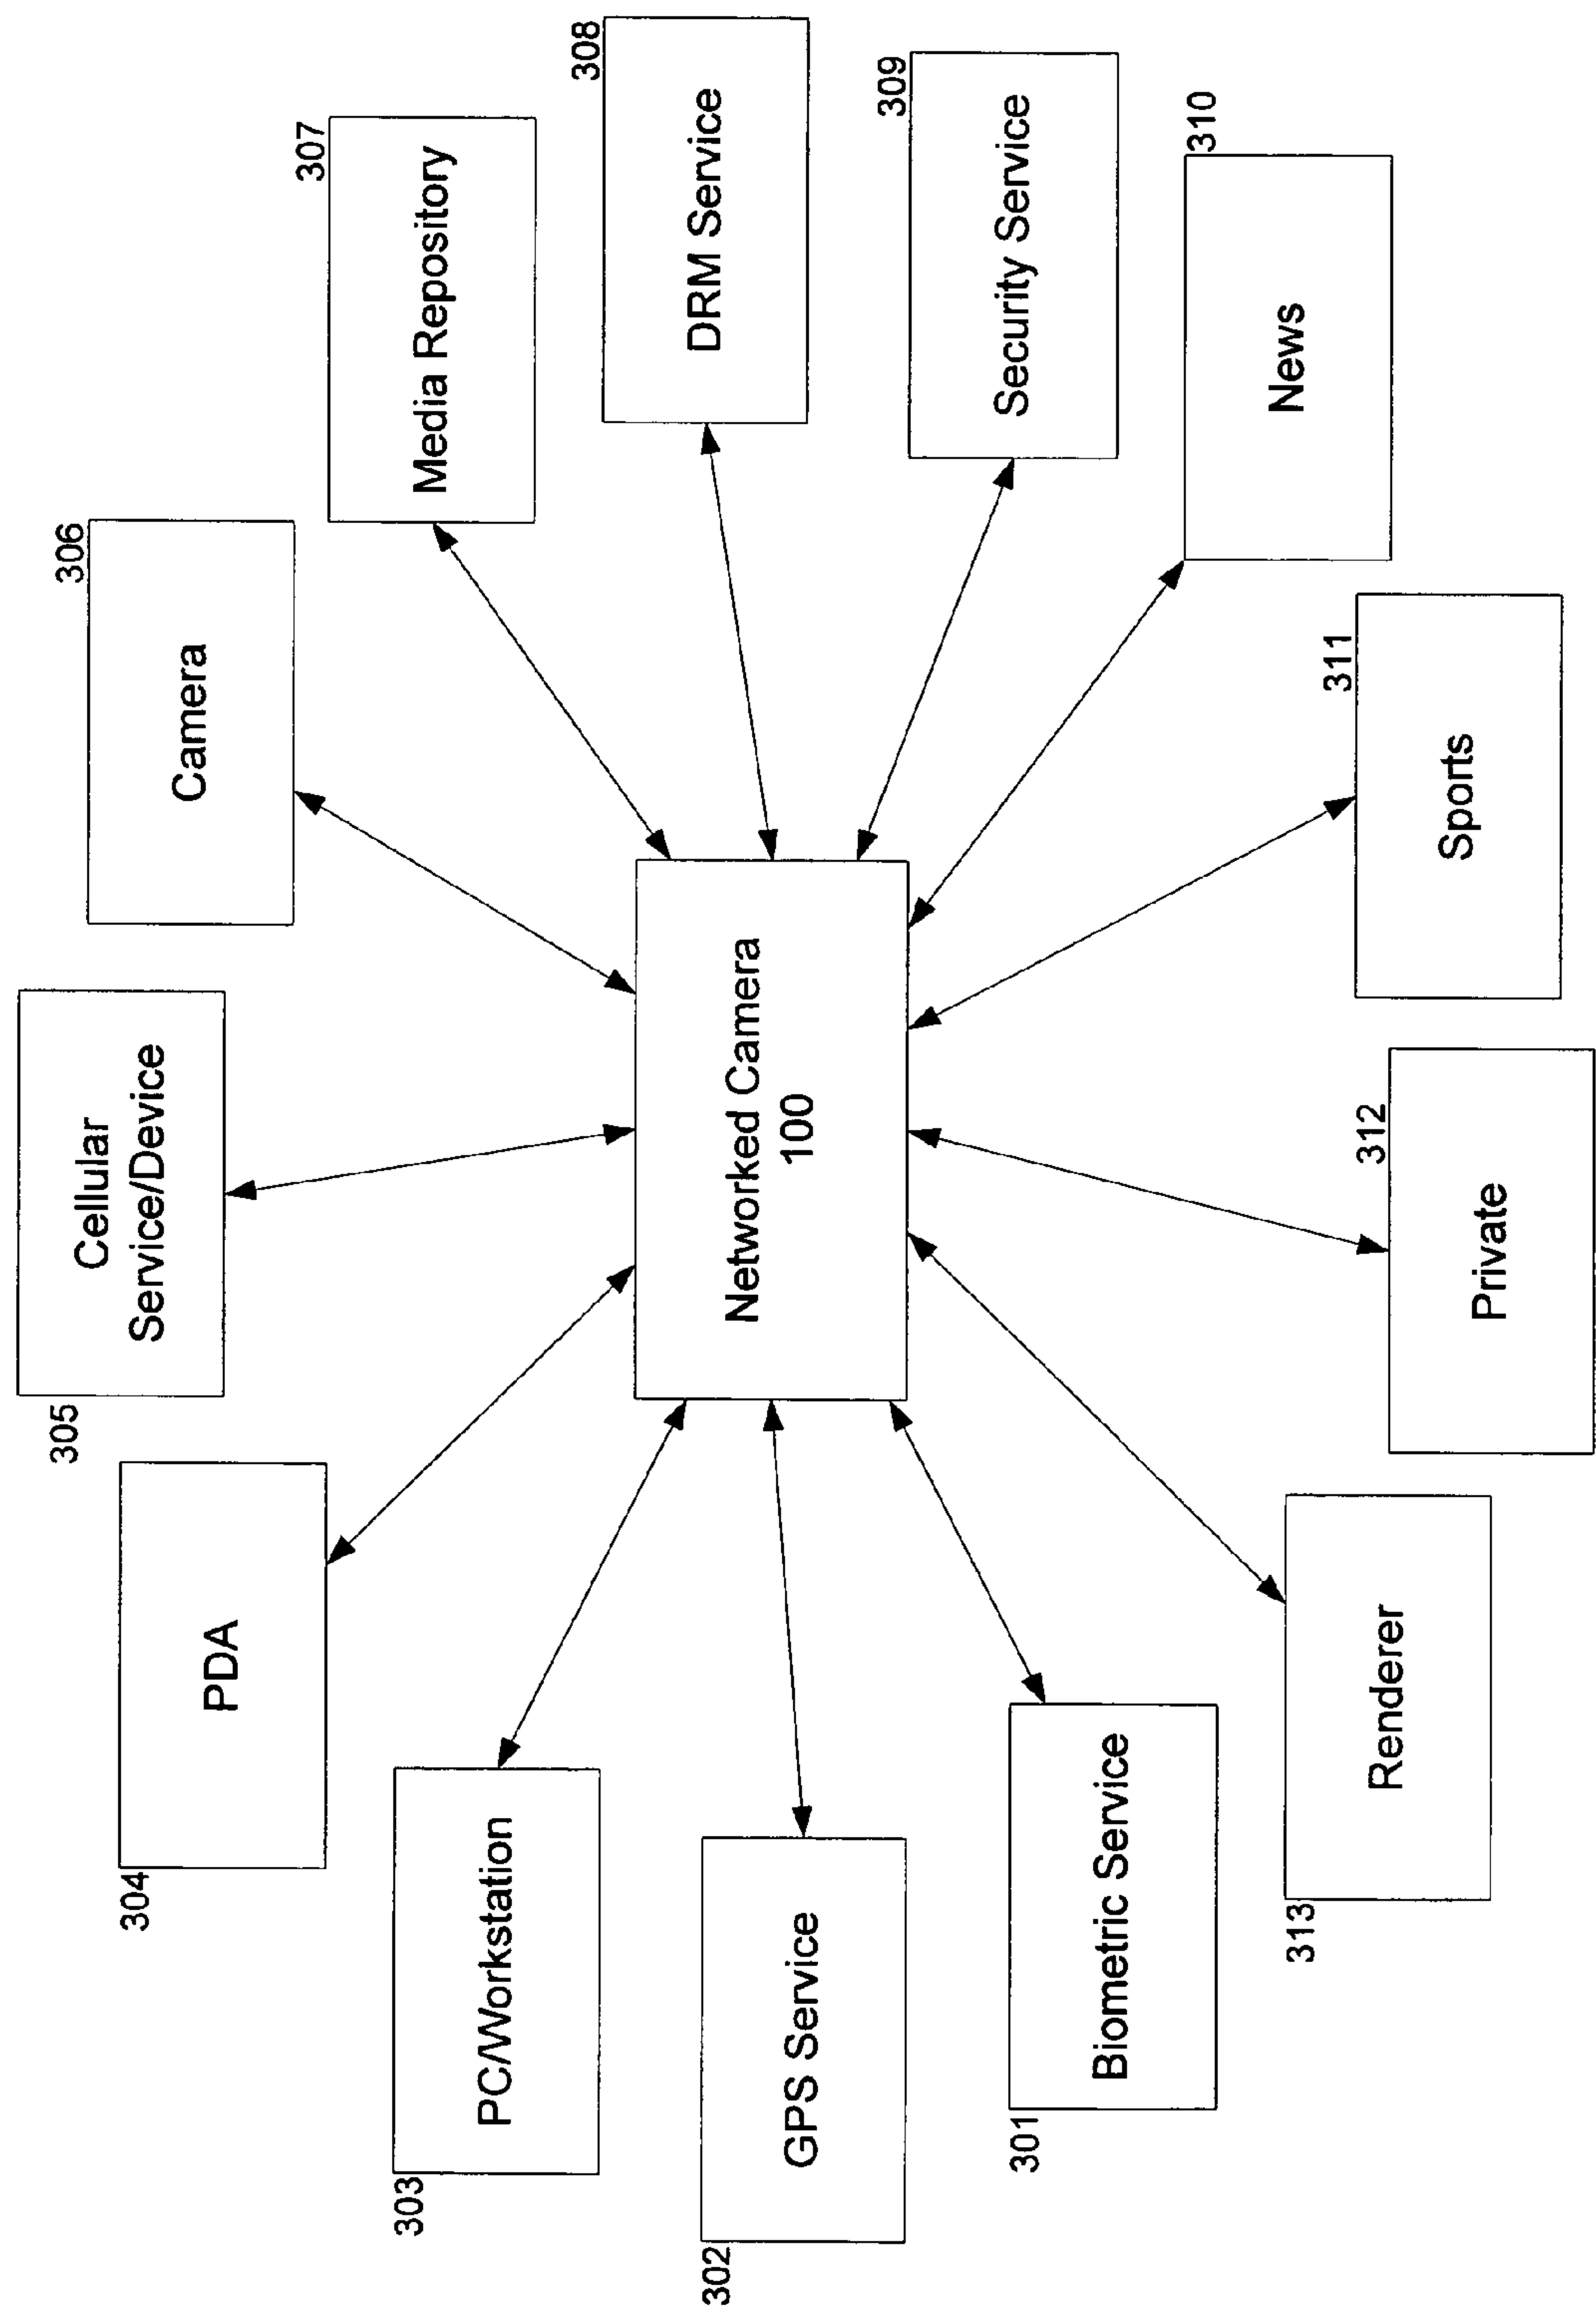 305
Cellular
Service/Device
306
Camera
304
PDA
307
Media Repository
303
PC/Workstation
308
DRM Service
302
GPS Service
Networked Camera
100
309
Security Service
301
Biometric Service
310
News
313
Renderer
311
Sports
312
Private